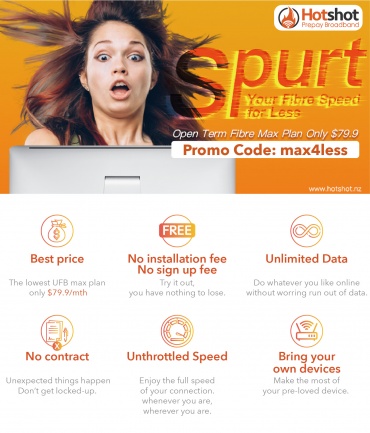 Hotshot
Prepay Broadband
Spurt
Your Fibre Speed
for Less
Open Term Fibre Max Plan Only $79.9
Promo Code: max4less
www.hotshot.nz
Best price
The lowest UFB max plan
only $79.9/mth
FREE
No installation fee
No sign up fee
Try it out,
you have nothing to lose.
Unlimited Data
Do whatever you like online
without worring run out of data.
No contract
Unexpected things happen
Don't get locked-up.
Unthrottled Speed
Enjoy the full speed
of your connection.
whenever you are,
wherever you are.
Bring your
own devices
Make the most of
your pre-loved device.